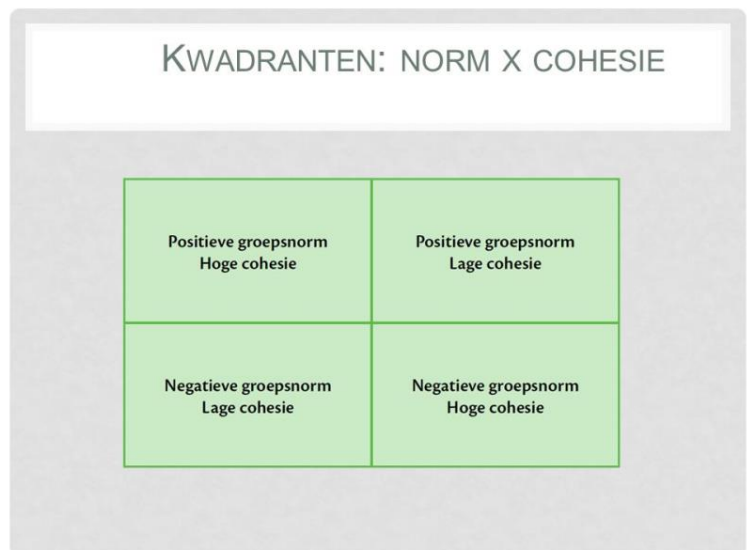 KWADRANTEN: NORM X COHESIE
Positieve groepsnorm
Hoge cohesie
Positieve groepsnorm
Lage cohesie
Negatieve groepsnorm
Lage cohesie
Negatieve groepsnorm
Hoge cohesie